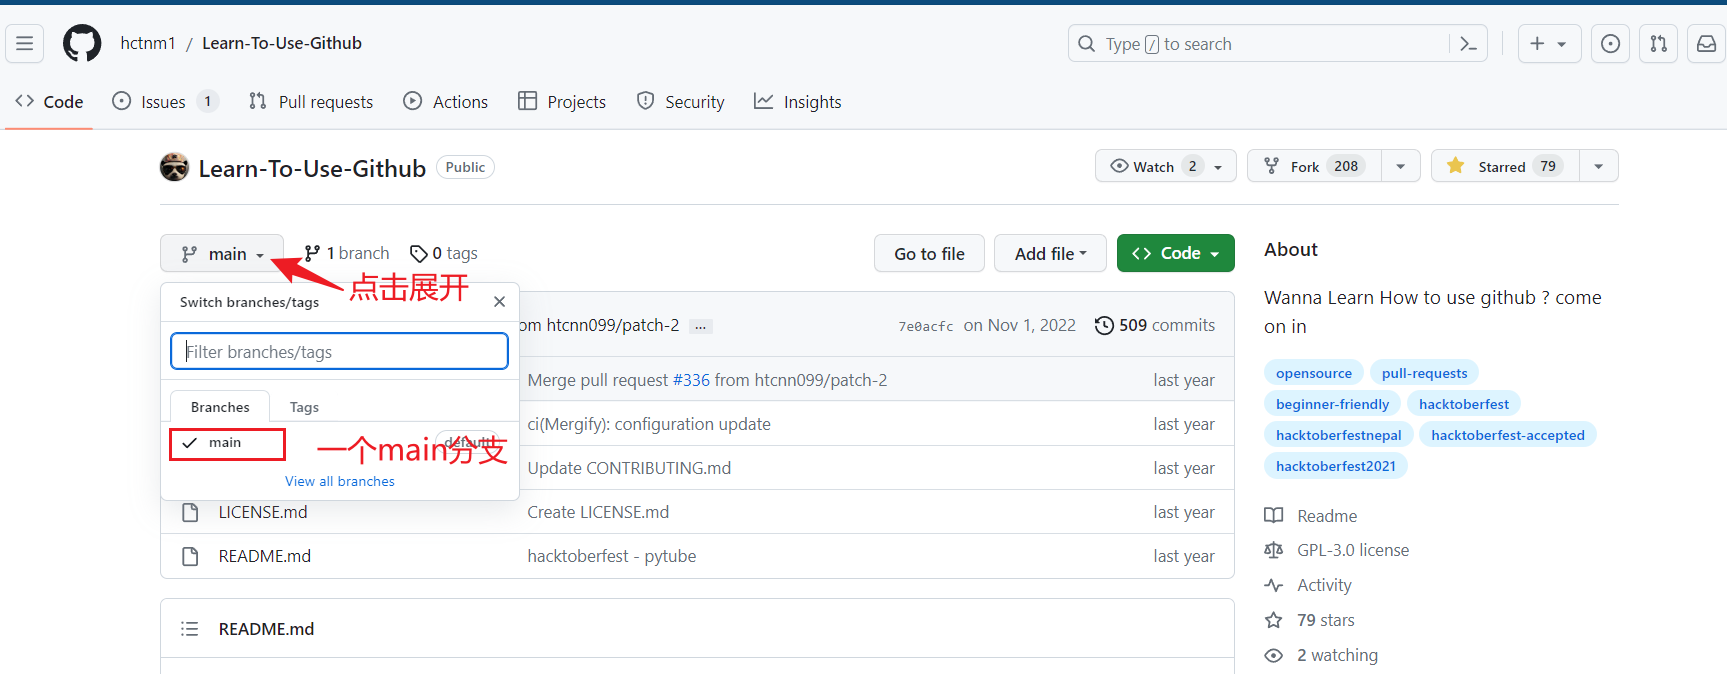 hctnm1 / Learn-To-Use-Github
Type / to search
Code Issues 1 Pull requests Actions Projects Security Insights
Learn-To-Use-Github Public
Watch 2 Fork 208 Starred 79
main 1 branch 0 tags Go to file Add file Code
点击展开
Switch branches/tags
Filter branches/tags
Branches Tags
main default
一个main分支
View all branches
om htcnn099/patch-2 ... 7e0acfc on Nov 1, 2022 509 commits
Merge pull request #336 from htcnn099/patch-2 last year
ci(Mergify): configuration update last year
Update CONTRIBUTING.md last year
LICENSE.md Create LICENSE.md last year
README.md hacktoberfest - pytube last year
README.md
About
Wanna Learn How to use github ? come
on in
opensource pull-requests
beginner-friendly hacktoberfest
hacktoberfestnepal hacktoberfest-accepted
hacktoberfest2021
Readme
GPL-3.0 license
Activity
79 stars
2 watching